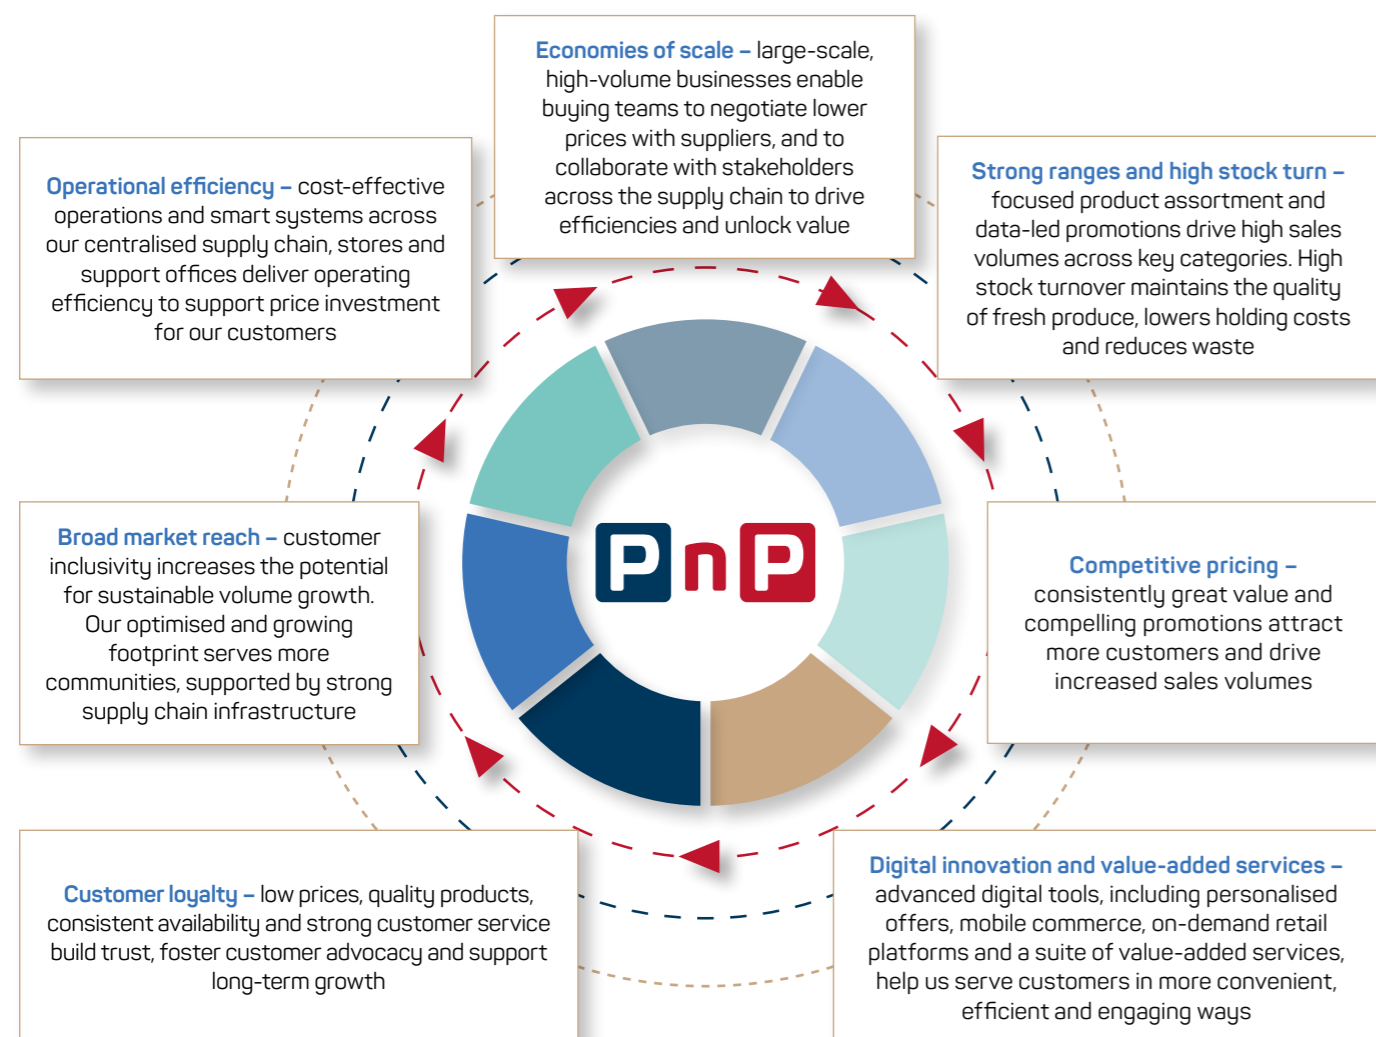 Economies of scale – large-scale,
high-volume businesses enable
buying teams to negotiate lower
prices with suppliers, and to
collaborate with stakeholders
across the supply chain to drive
efficiencies and unlock value
Strong ranges and high stock turn –
focused product assortment and
data-led promotions drive high sales
volumes across key categories. High
stock turnover maintains the quality
of fresh produce, lowers holding costs
and reduces waste
Competitive pricing –
consistently great value and
compelling promotions attract
more customers and drive
increased sales volumes
Digital innovation and value-added services –
advanced digital tools, including personalised
offers, mobile commerce, on-demand retail
platforms and a suite of value-added services,
help us serve customers in more convenient,
efficient and engaging ways
Customer loyalty – low prices, quality products,
consistent availability and strong customer service
build trust, foster customer advocacy and support
long-term growth
Broad market reach – customer
inclusivity increases the potential
for sustainable volume growth.
Our optimised and growing
footprint serves more
communities, supported by strong
supply chain infrastructure
Operational efficiency – cost-effective
operations and smart systems across
our centralised supply chain, stores and
support offices deliver operating
efficiency to support price investment
for our customers
PnP